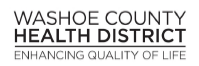 WASHOE COUNTY
HEALTH DISTRICT
ENHANCING QUALITY OF LIFE